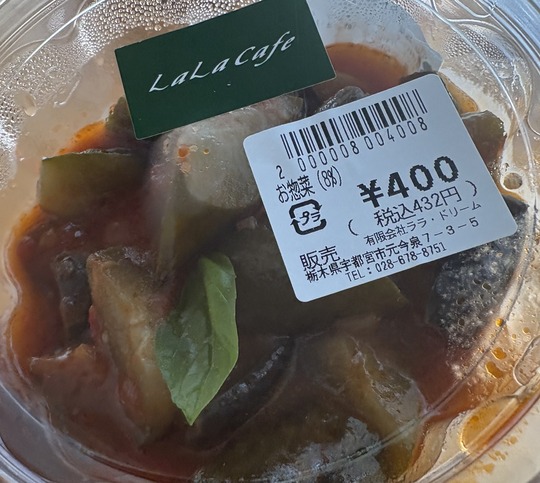 LaLa Cafe
2 000008 004008
お惣菜(8%)
¥400
(税込432円)
プラ
販売
有限会社ララ・ドリーム
栃木県宇都宮市元今泉7-3-5
TEL:028-678-8751